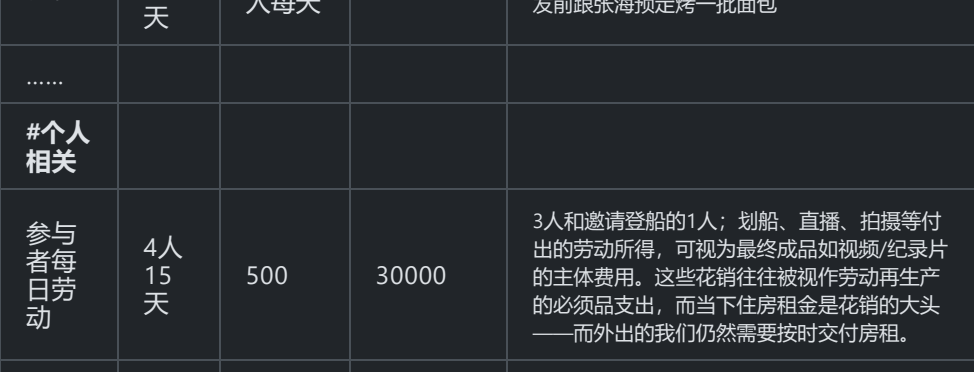 天
人每天
发前跟张海预定烤一批面包
……
#个人
相关
参与
者每
日劳
动
4人
15
天
500
30000
3人和邀请登船的1人；划船、直播、拍摄等付
出的劳动所得，可视为最终成品如视频/纪录片
的主体费用。这些花销往往被视作劳动再生产
的必须品支出，而当下住房租金是花销的大头
——而外出的我们仍然需要按时交付房租。